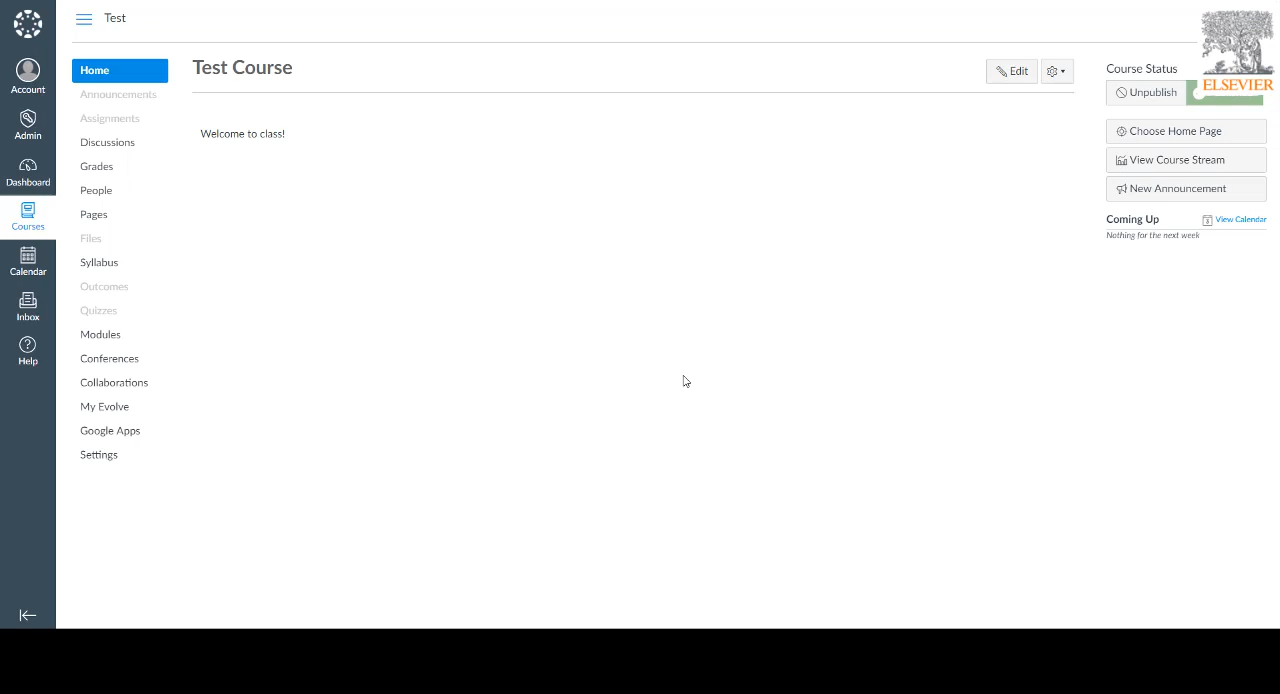 Test
Account
Admin
Dashboard
Courses
Calendar
Inbox
Help
Home
Announcements
Assignments
Discussions
Grades
People
Pages
Files
Syllabus
Outcomes
Quizzes
Modules
Conferences
Collaborations
My Evolve
Google Apps
Settings
Test Course
Edit
Welcome to class!
Course Status
ELSEVIER
Unpublish
Choose Home Page
View Course Stream
New Announcement
Coming Up
View Calendar
Nothing for the next week